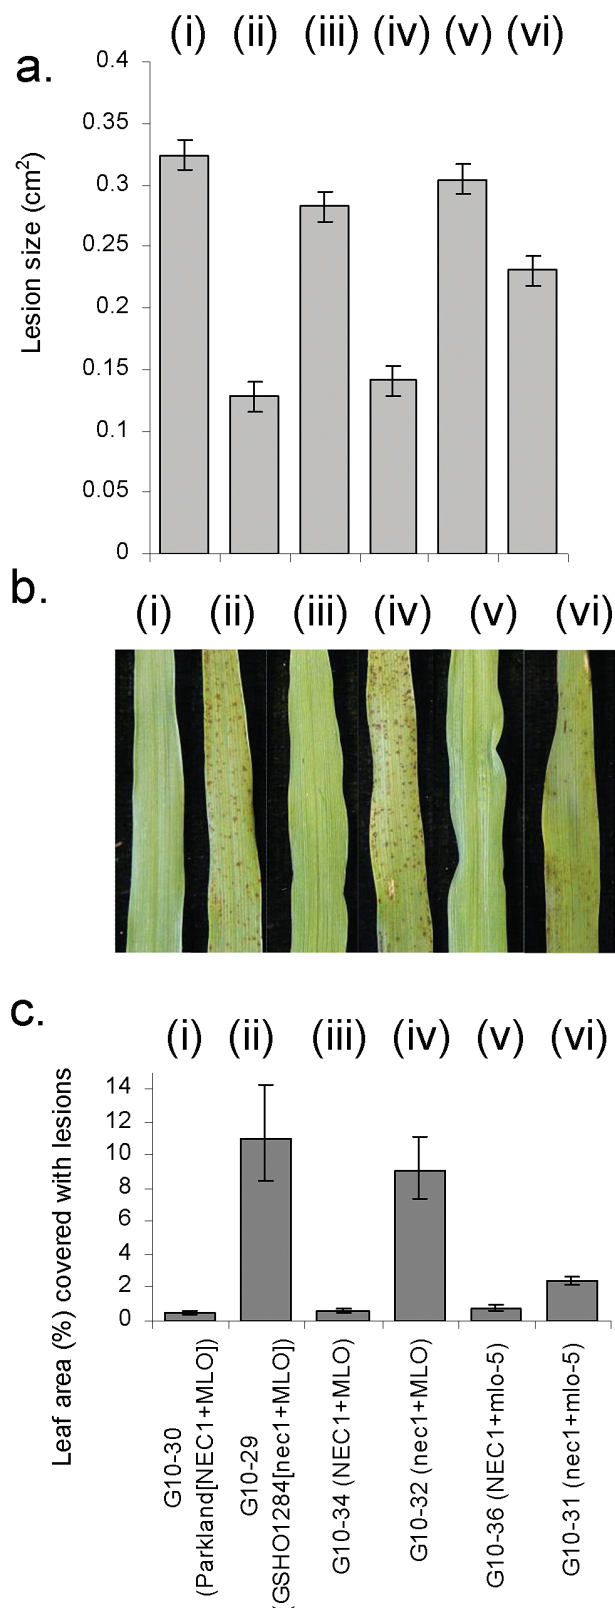 a.
(i) (ii) (iii) (iv) (v) (vi)
Lesion size (cm²)
0.4
0.35
0.3
0.25
0.2
0.15
0.1
0.05
0
b.
(i) (ii) (iii) (iv) (v) (vi)
c.
(i) (ii) (iii) (iv) (v) (vi)
Leaf area (%) covered with lesions
14
12
10
8
6
4
2
0
G10-30
(Parkland[NEC1+MLO])
G10-29
(GSHO1284[nec1+MLO])
G10-34 (NEC1+MLO)
G10-32 (nec1+MLO)
G10-36 (NEC1+mlo-5)
G10-31 (nec1+mlo-5)